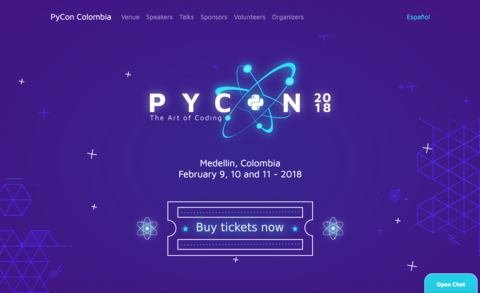 PyCon Colombia Venue Speakers Talks Sponsors Volunteers Organizers Español
PYCON 2018
The Art of Coding
Medellin, Colombia
February 9, 10 and 11 - 2018
Buy tickets now
Open Chat